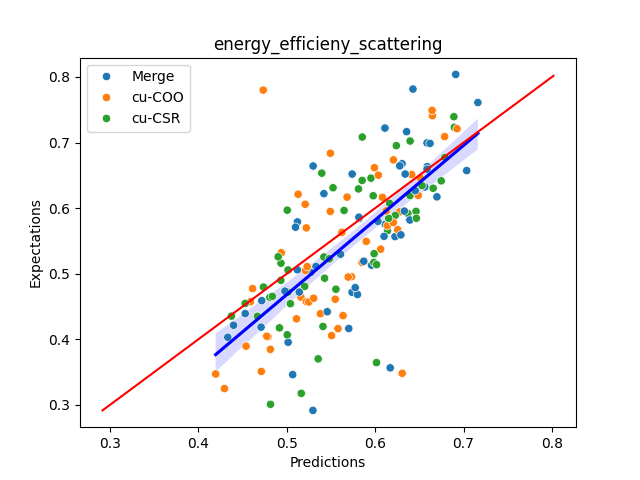 energy_efficieny_scattering
Merge
cu-COO
cu-CSR
Expectations
0.8
0.7
0.6
0.5
0.4
0.3
0.3 0.4 0.5 0.6 0.7 0.8
Predictions